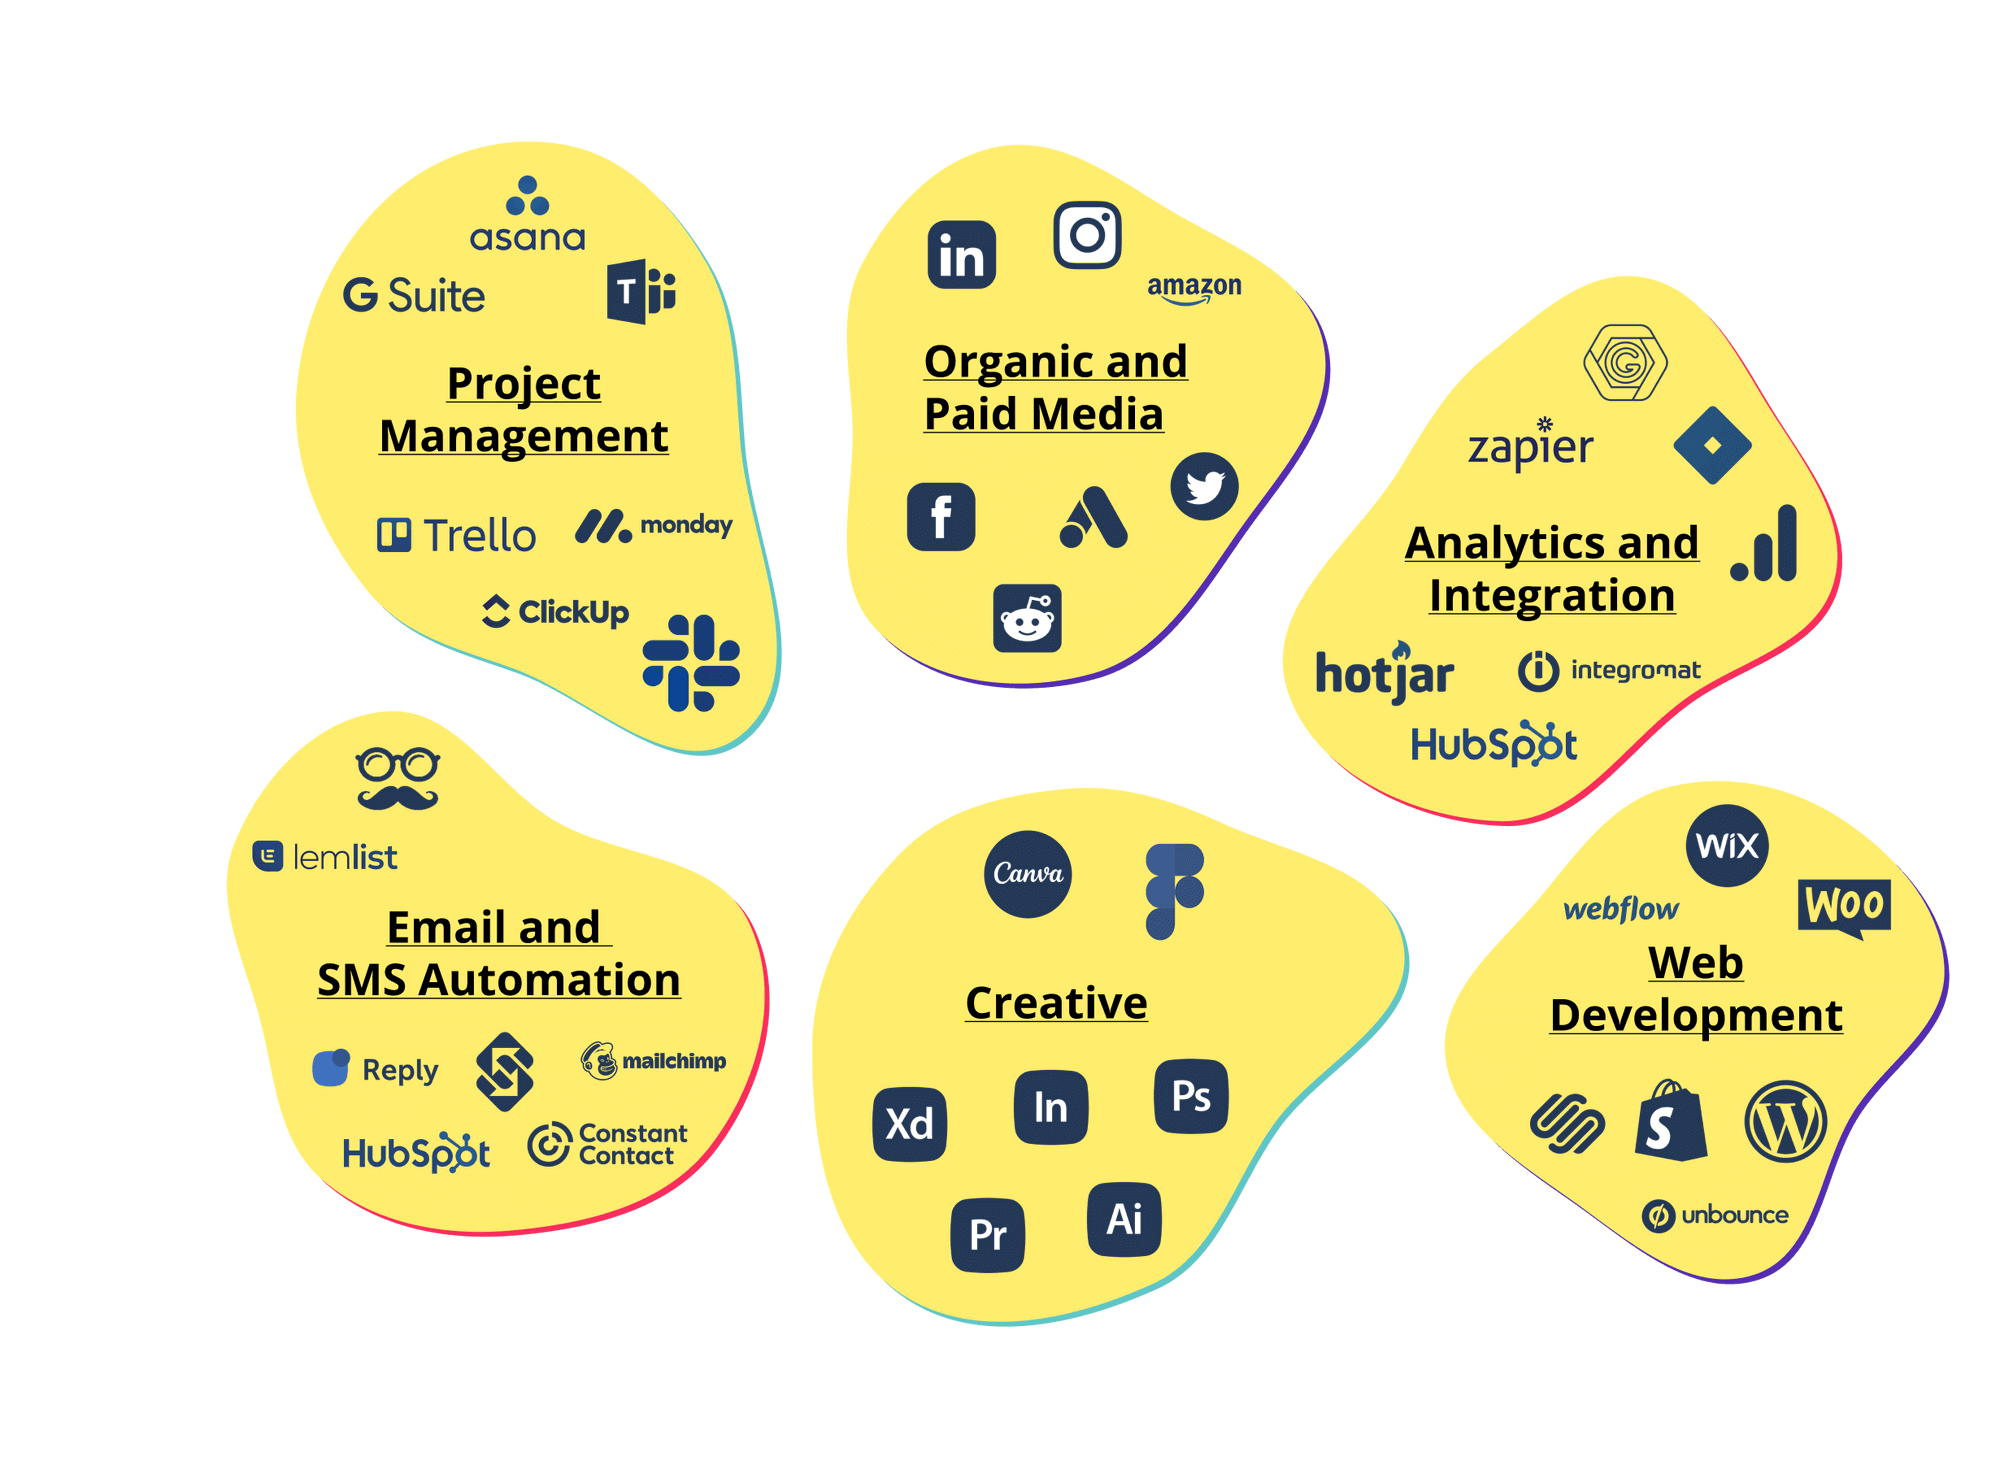 asana
G Suite
T
Project
Management
Trello
monday
ClickUp
in
amazon
Organic and
Paid Media
f
G
zapier
Analytics and
Integration
hotjar
integromat
HubSpot
lemlist
Email and
SMS Automation
Reply
mailchimp
HubSpot
Constant
Contact
Canva
Creative
Xd
In
Ps
Pr
Ai
WiX
webflow
WOO
Web
Development
S
W
unbounce